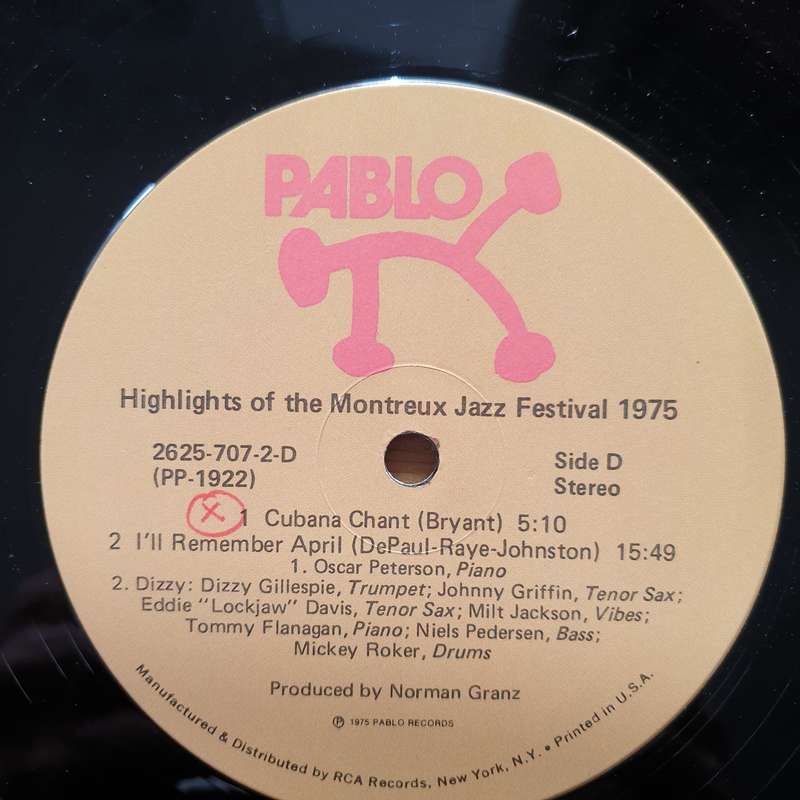 PABLO
Highlights of the Montreux Jazz Festival 1975
2625-707-2-D
(PP-1922)
Side D
Stereo
X
1 Cubana Chant (Bryant) 5:10
2 I'll Remember April (DePaul-Raye-Johnston) 15:49
1. Oscar Peterson, Piano
2. Dizzy: Dizzy Gillespie, Trumpet; Johnny Griffin, Tenor Sax;
Eddie "Lockjaw" Davis, Tenor Sax; Milt Jackson, Vibes;
Tommy Flanagan, Piano; Niels Pedersen, Bass;
Mickey Roker, Drums
Produced by Norman Granz
Ⓟ 1975 PABLO RECORDS
Manufactured & Distributed by RCA Records, New York, N.Y. • Printed in U.S.A.